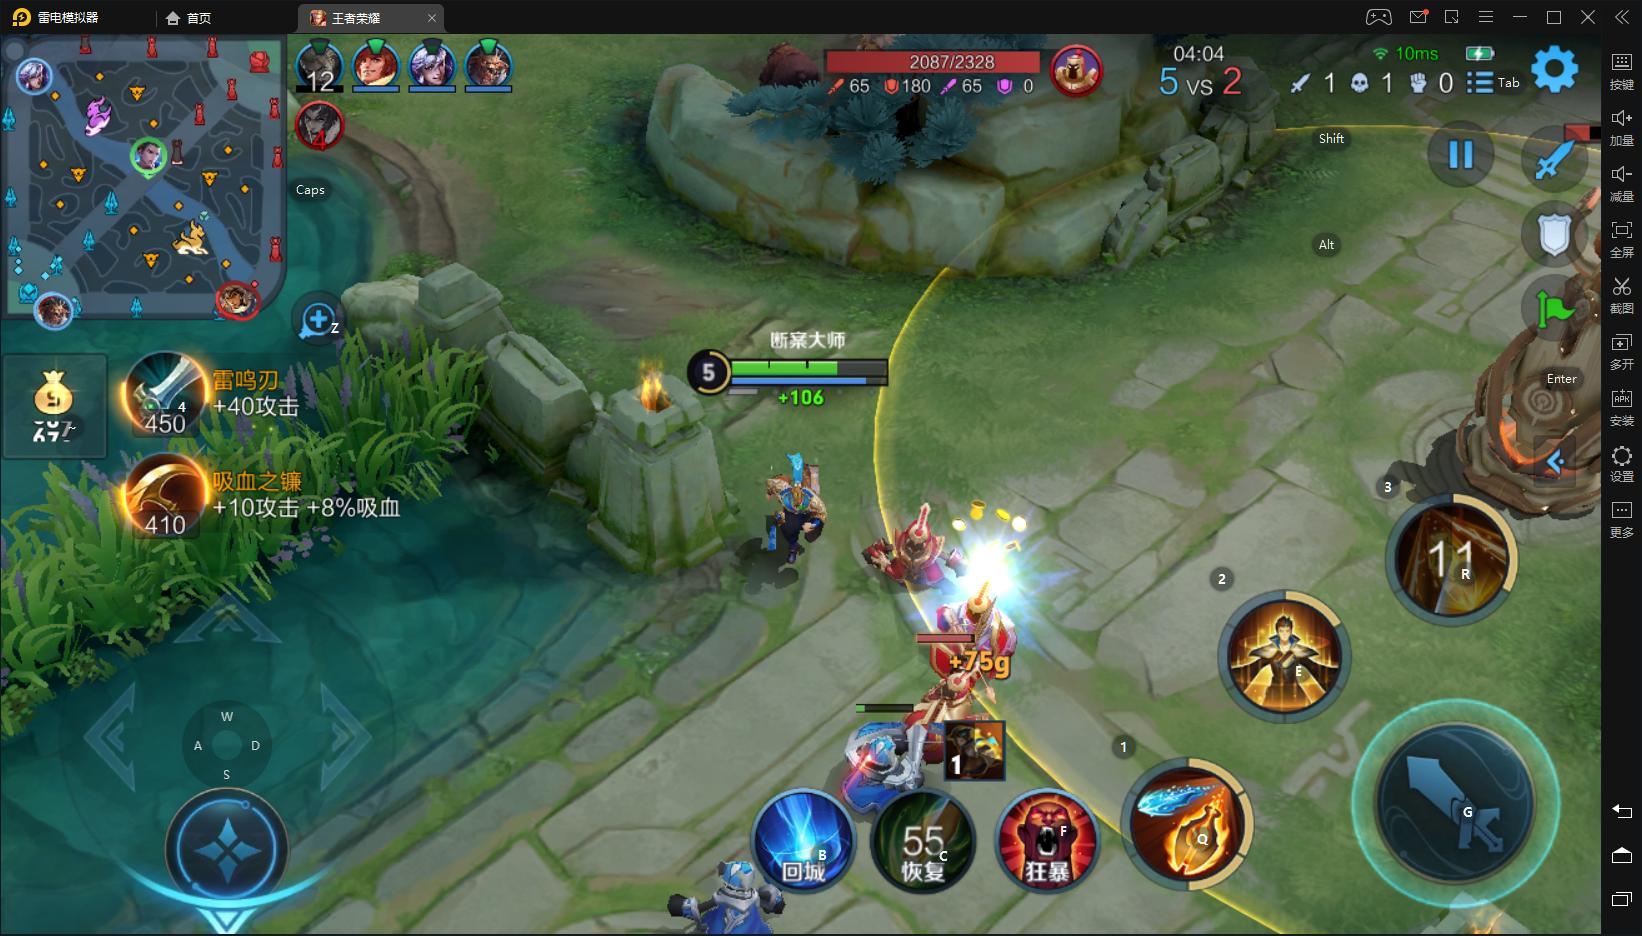 雷电模拟器
首页
王者荣耀
12
4
2087/2328
65 180 65 0
04:04
5 VS 2
10ms
1 1 0 Tab
按键
加量
减量
全屏
截图
多开
安装
设置
更多
Shift
Alt
Enter
Caps
Z
断案大师
5
+106
雷鸣刃
+40攻击
4
450
吸血之镰
+10攻击 +8%吸血
410
+75g
1
3
11
R
2
E
1
Q
G
W
A D
S
B
回城
55
C
恢复
F
狂暴
APK